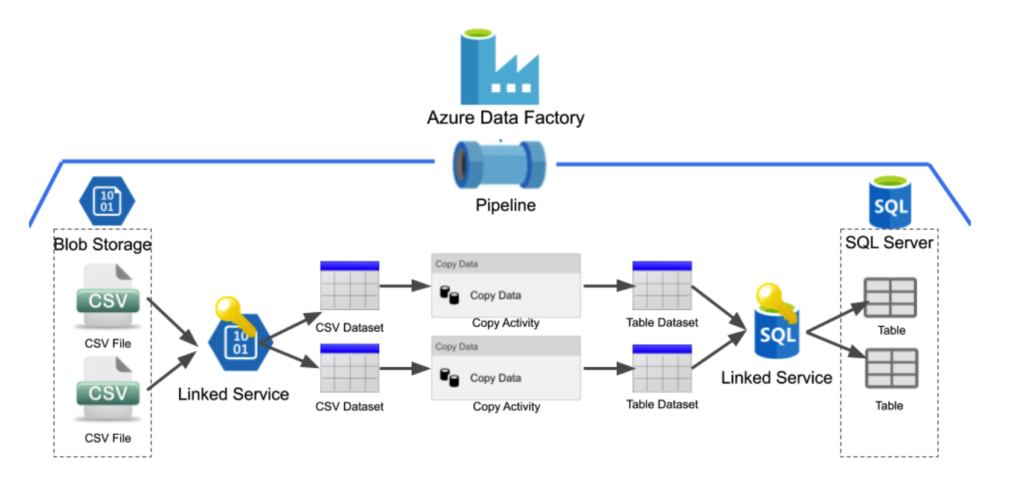 Azure Data Factory
Pipeline
10
01
Blob Storage
CSV
CSV File
CSV
CSV File
10
01
Linked Service
CSV Dataset
CSV Dataset
Copy Data
Copy Data
Copy Activity
Copy Data
Copy Data
Copy Activity
Table Dataset
Table Dataset
SQL
Linked Service
SQL
SQL Server
Table
Table